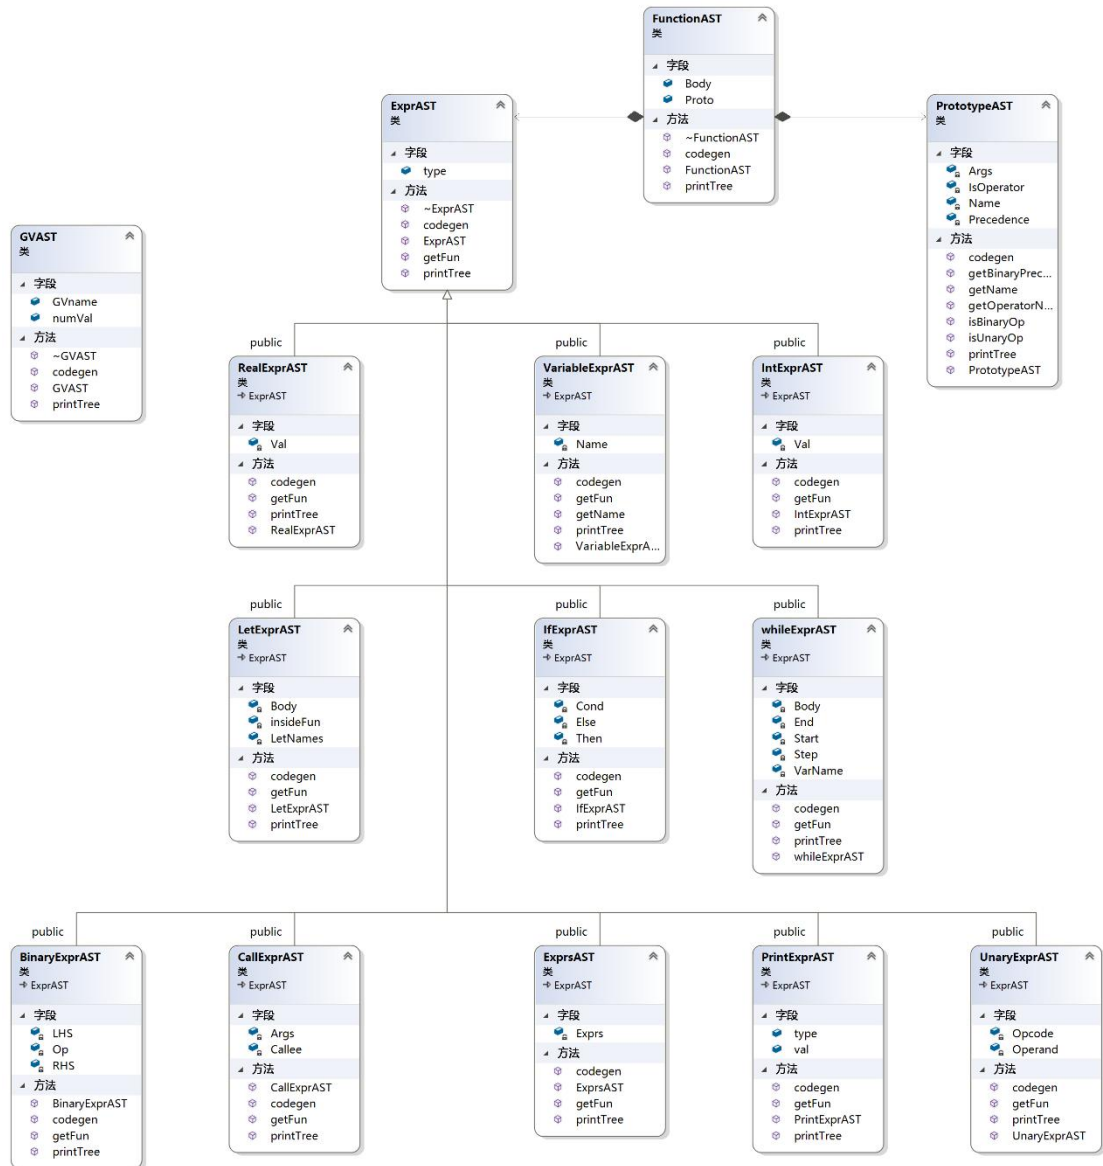 FunctionAST
类
字段
Body
Proto
方法
~FunctionAST
codegen
FunctionAST
printTree
ExprAST
类
字段
type
方法
~ExprAST
codegen
ExprAST
getFun
printTree
PrototypeAST
类
字段
Args
IsOperator
Name
Precedence
方法
codegen
getBinaryPrec...
getName
getOperatorN...
isBinaryOp
isUnaryOp
printTree
PrototypeAST
GVAST
类
字段
GVname
numVal
方法
~GVAST
codegen
GVAST
printTree
public
RealExprAST
类
ExprAST
字段
Val
方法
codegen
getFun
printTree
RealExprAST
public
VariableExprAST
类
ExprAST
字段
Name
方法
codegen
getFun
getName
printTree
VariableExprA...
public
IntExprAST
类
ExprAST
字段
Val
方法
codegen
getFun
IntExprAST
printTree
public
LetExprAST
类
ExprAST
字段
Body
insideFun
LetNames
方法
codegen
getFun
LetExprAST
printTree
public
IfExprAST
类
ExprAST
字段
Cond
Else
Then
方法
codegen
getFun
IfExprAST
printTree
public
whileExprAST
类
ExprAST
字段
Body
End
Start
Step
VarName
方法
codegen
getFun
printTree
whileExprAST
public
BinaryExprAST
类
ExprAST
字段
LHS
Op
RHS
方法
BinaryExprAST
codegen
getFun
printTree
public
CallExprAST
类
ExprAST
字段
Args
Callee
方法
CallExprAST
codegen
getFun
printTree
public
ExprsAST
类
ExprAST
字段
Exprs
方法
codegen
ExprsAST
getFun
printTree
public
PrintExprAST
类
ExprAST
字段
type
val
方法
codegen
getFun
PrintExprAST
printTree
public
UnaryExprAST
类
ExprAST
字段
Opcode
Operand
方法
codegen
getFun
printTree
UnaryExprAST